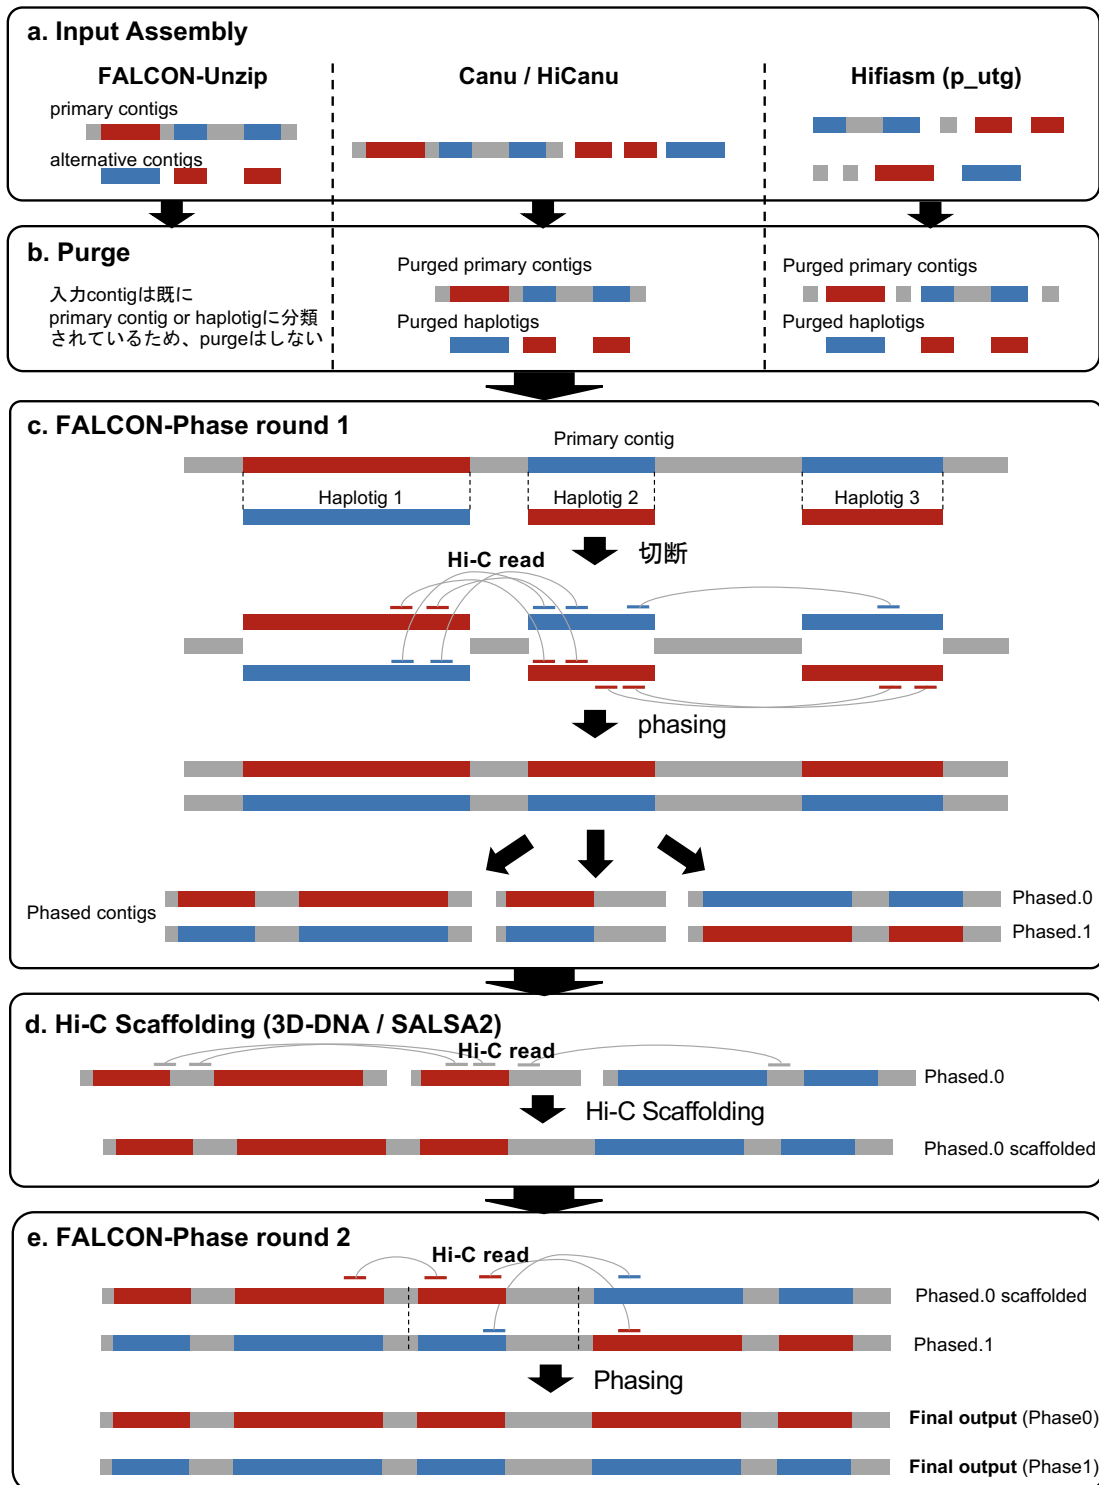 a. Input Assembly
FALCON-Unzip
Canu / HiCanu
Hifiasm (p_utg)
primary contigs
alternative contigs
b. Purge
入力contigは既に
primary contig or haplotigに分類
されているため、purgeはしない
Purged primary contigs
Purged haplotigs
Purged primary contigs
Purged haplotigs
c. FALCON-Phase round 1
Primary contig
Haplotig 1
Haplotig 2
Haplotig 3
切断
Hi-C read
phasing
Phased contigs
Phased.0
Phased.1
d. Hi-C Scaffolding (3D-DNA / SALSA2)
Hi-C read
Phased.0
Hi-C Scaffolding
Phased.0 scaffolded
e. FALCON-Phase round 2
Hi-C read
Phased.0 scaffolded
Phased.1
Phasing
Final output (Phase0)
Final output (Phase1)